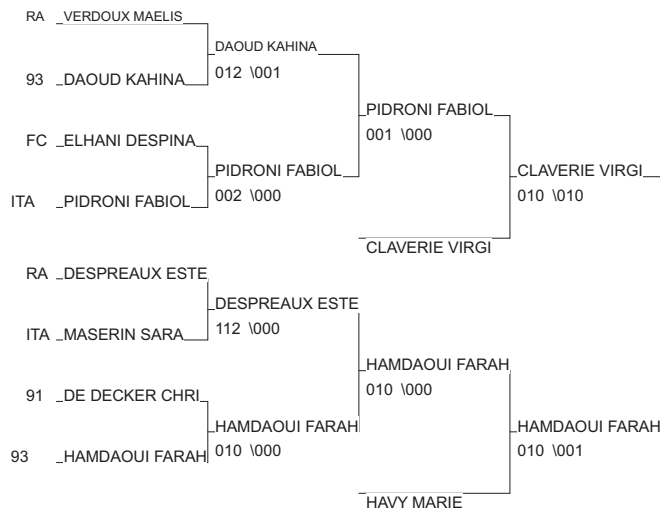 RA VERDOUX MAELIS
DAOUD KAHINA
012 \001
93 DAOUD KAHINA
PIDRONI FABIOL
001 \000
FC ELHANI DESPINA
PIDRONI FABIOL
002 \000
CLAVERIE VIRGI
010 \010
ITA PIDRONI FABIOL
CLAVERIE VIRGI
RA DESPREAUX ESTE
DESPREAUX ESTE
112 \000
ITA MASERIN SARA
HAMDAOUI FARAH
010 \000
91 DE DECKER CHRI
HAMDAOUI FARAH
010 \000
HAMDAOUI FARAH
010 \001
93 HAMDAOUI FARAH
HAVY MARIE